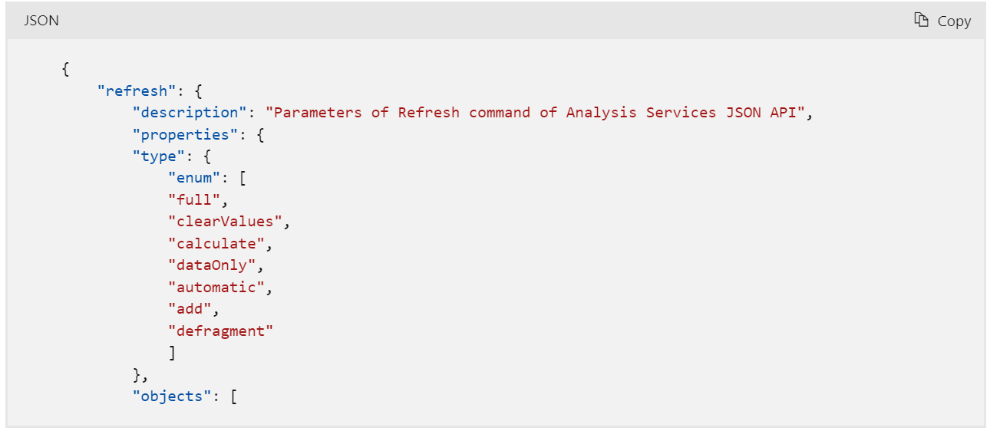 JSON
Copy
{
"refresh": {
"description": "Parameters of Refresh command of Analysis Services JSON API",
"properties": {
"type": {
"enum": [
"full",
"clearValues",
"calculate",
"dataOnly",
"automatic",
"add",
"defragment"
]
},
"objects": [